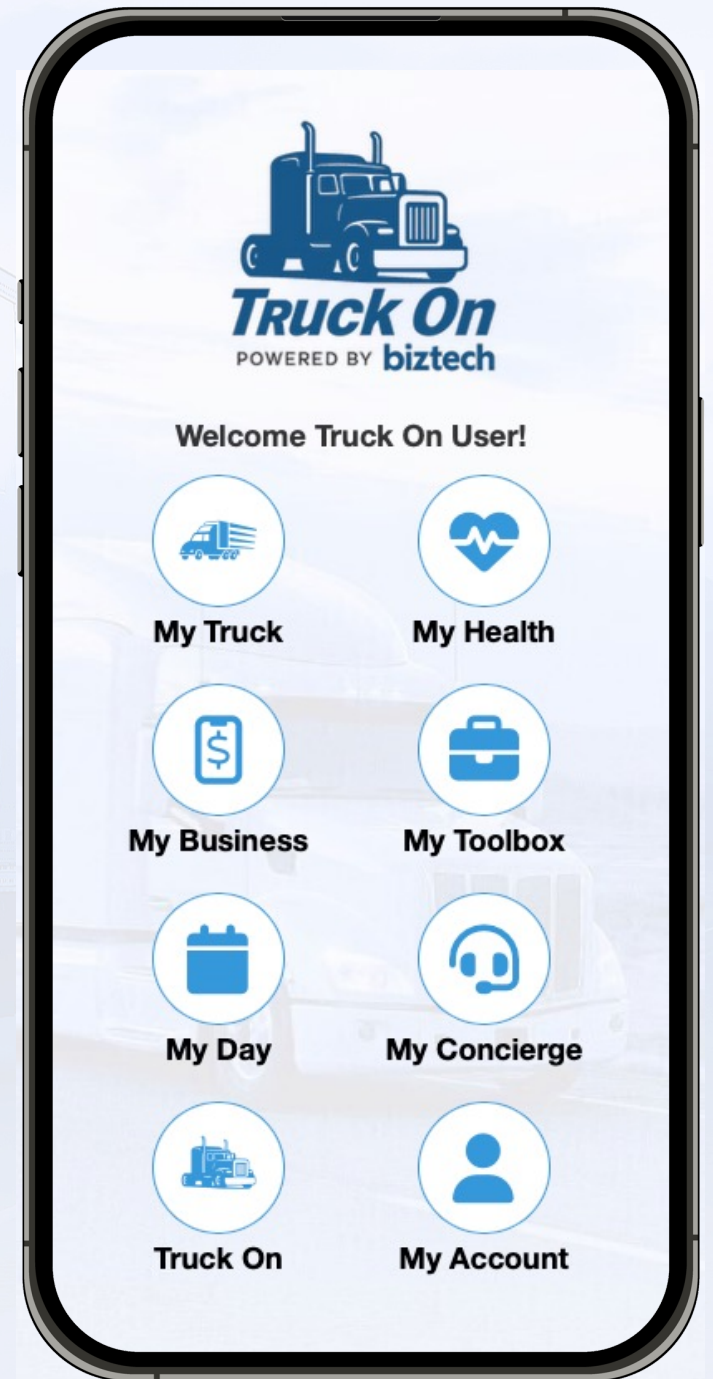 Truck On
POWERED BY biztech
Welcome Truck On User!
My Truck
My Health
My Business
My Toolbox
My Day
My Concierge
Truck On
My Account